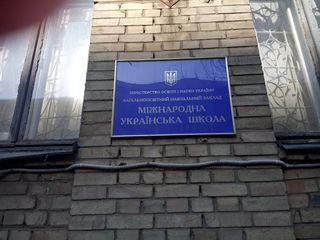 МІНІСТЕРСТВО ОСВІТИ І НАУКИ УКРАЇНИ
ЗАГАЛЬНООСВІТНІЙ НАВЧАЛЬНИЙ ЗАКЛАД
МІЖНАРОДНА
УКРАЇНСЬКА ШКОЛА